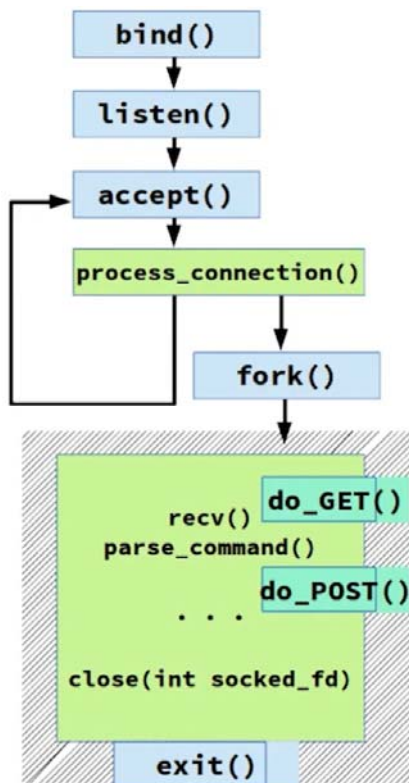 bind()
listen()
accept()
process_connection()
fork()
do_GET()
recv()
parse_command()
do_POST()
. . .
close(int socked_fd)
exit()